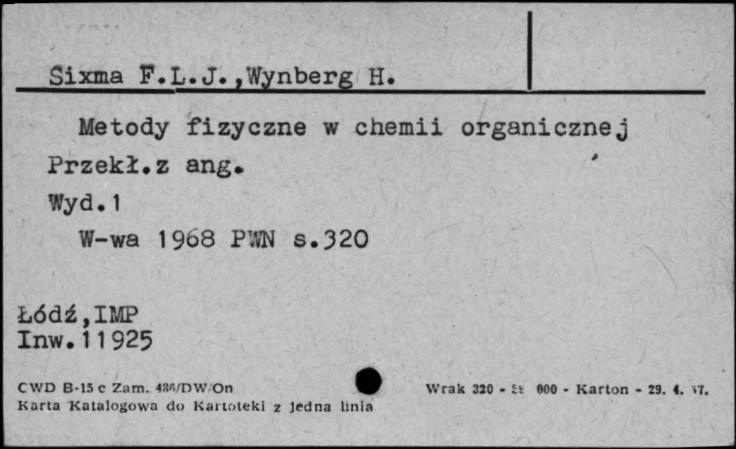 Sixma F.L.J.,Wynberg H.
Metody fizyczne w chemii organicznej
Przekł.z ang.
Wyd.1
W-wa 1968 PWN s.320
Łódź,IMP
Inw.11925
CWD B-15 c Zam. 486/DW/On
Wrak 320 - 000 - Karton - 29. 4.
Karta Katalogowa do Kartoteki z jedna linia